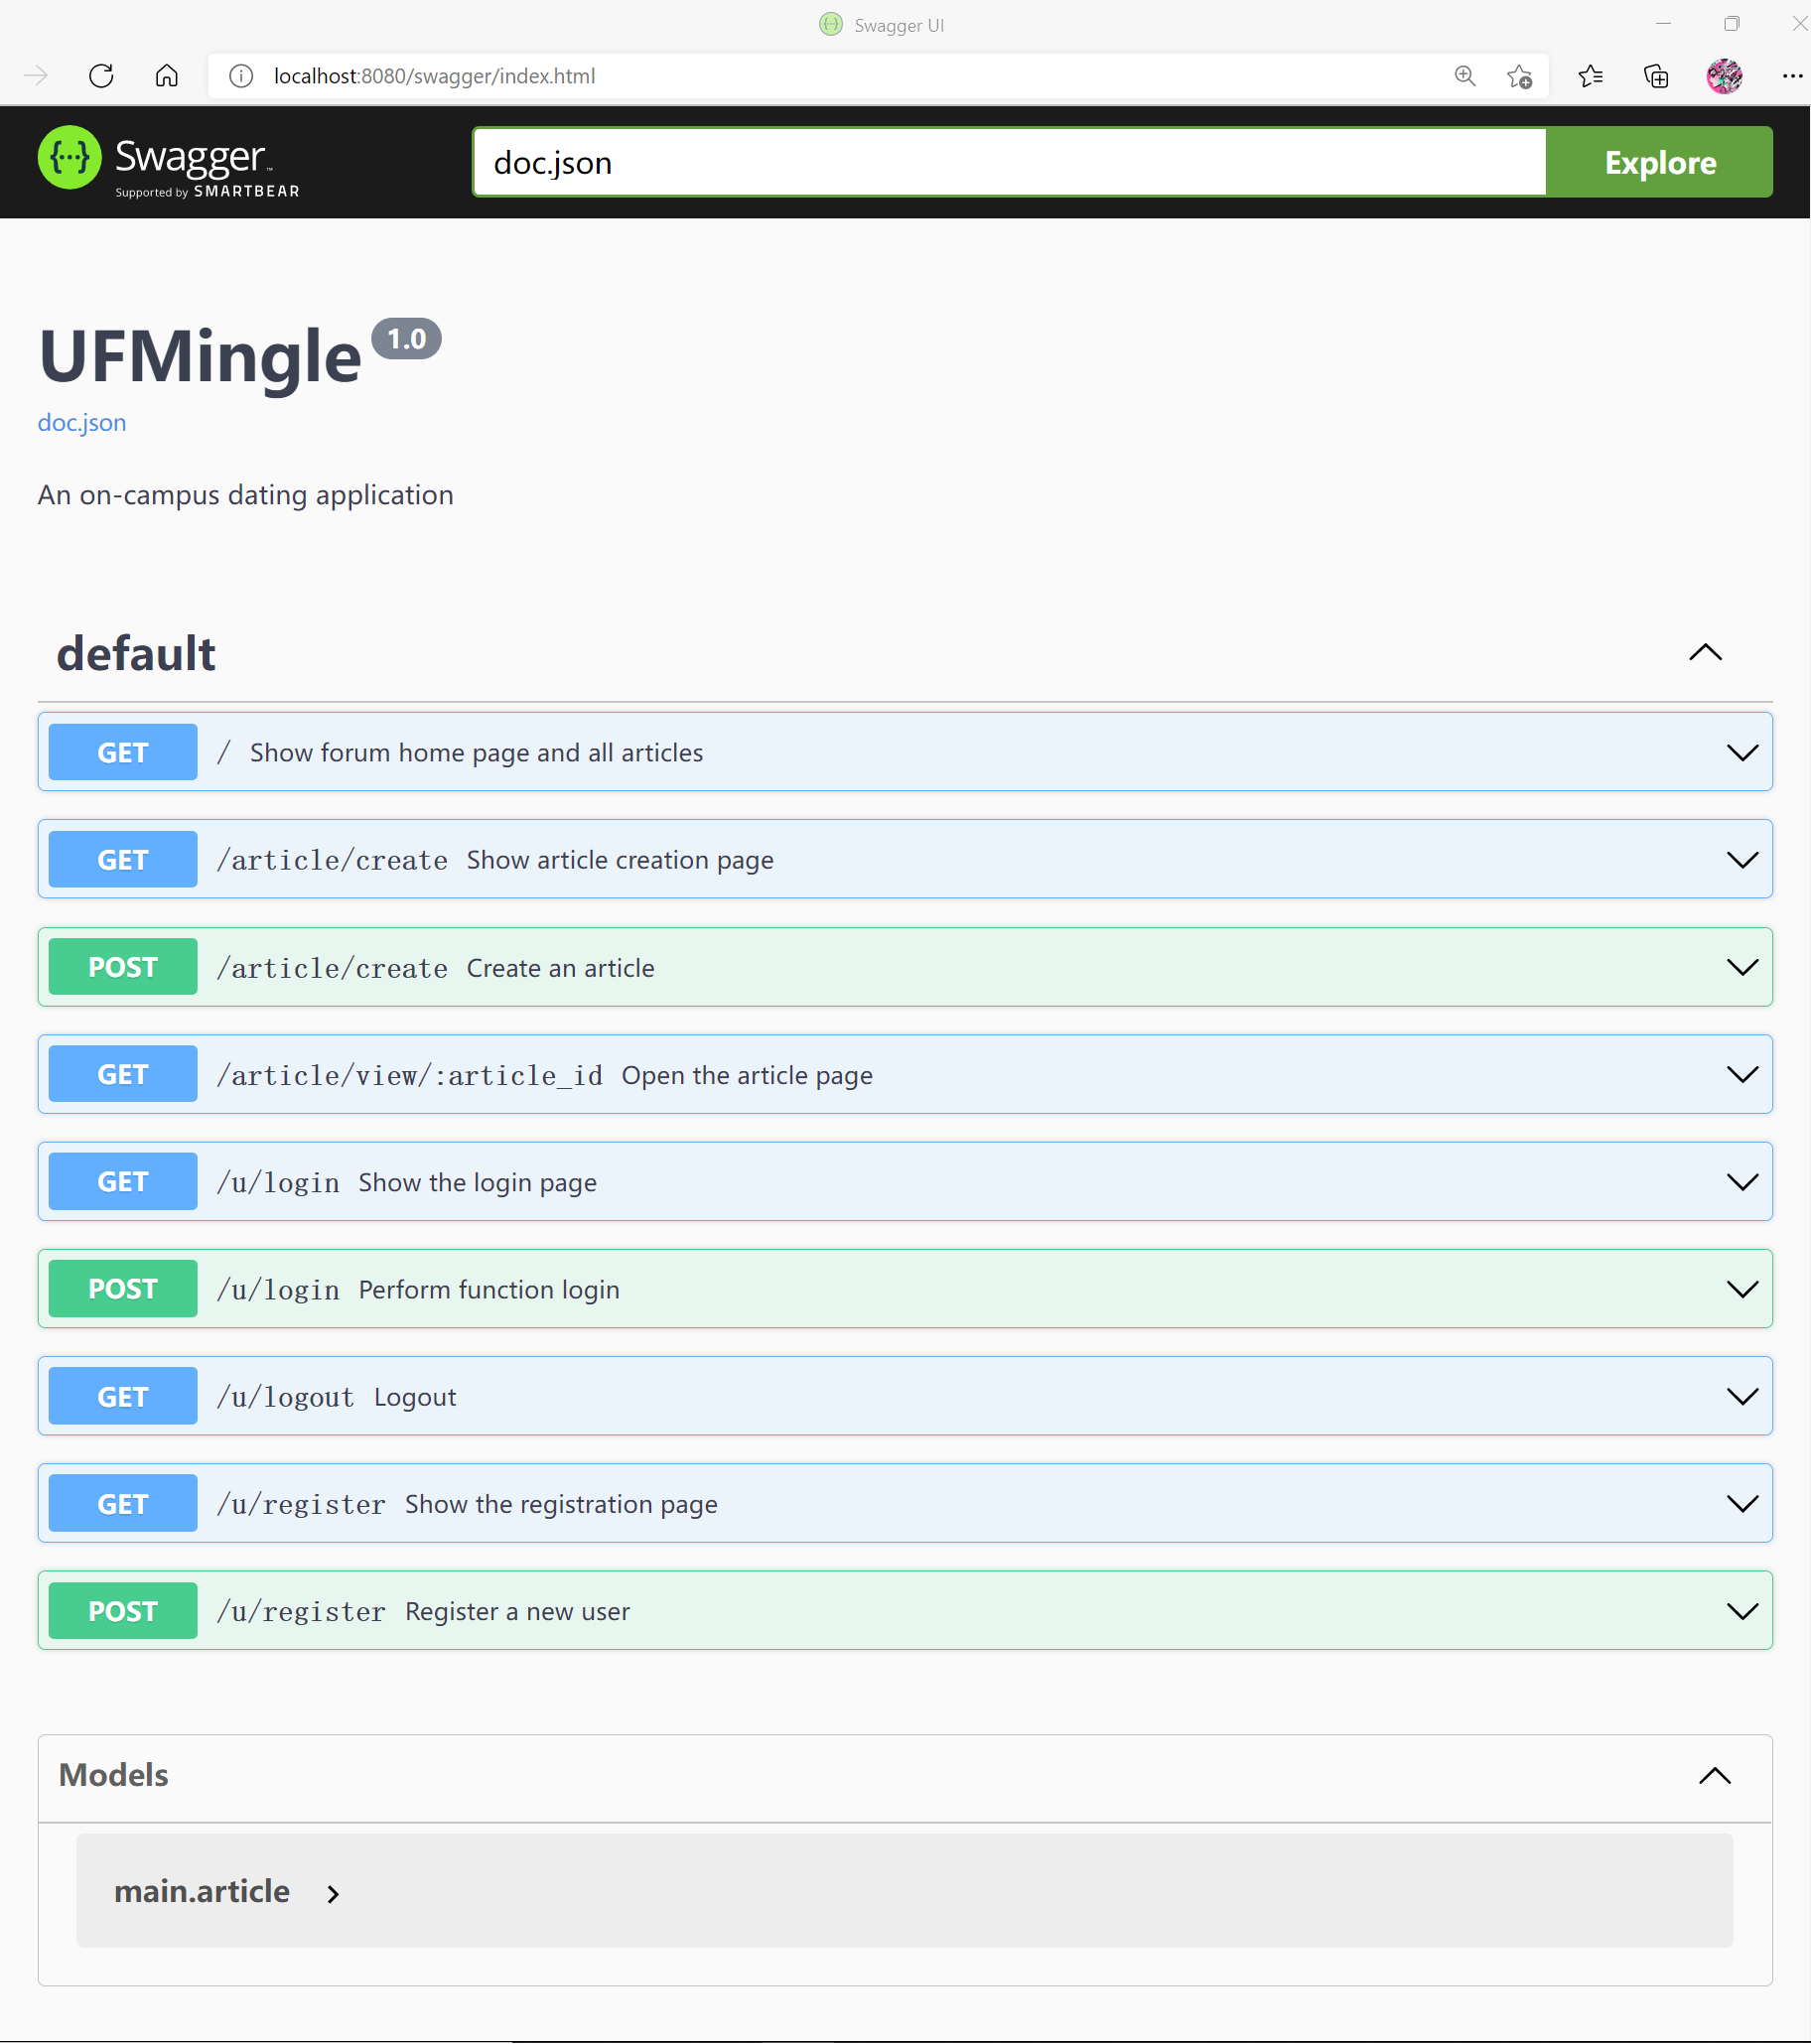 Swagger UI
localhost:8080/swagger/index.html
Swagger™
Supported by SMARTBEAR
doc.json
Explore
UFMingle 1.0
doc.json
An on-campus dating application
default
GET / Show forum home page and all articles
GET /article/create Show article creation page
POST /article/create Create an article
GET /article/view/:article_id Open the article page
GET /u/login Show the login page
POST /u/login Perform function login
GET /u/logout Logout
GET /u/register Show the registration page
POST /u/register Register a new user
Models
main.article